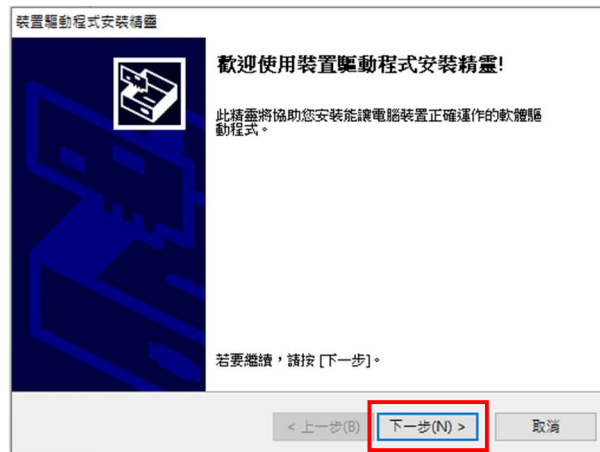 裝置驅動程式安裝精靈
歡迎使用裝置驅動程式安裝精靈!
此精靈將協助您安裝能讓電腦裝置正確運作的軟體驅
動程式。
若要繼續,請按 [下一步]。
< 上一步(B)
下一步(N) >
取消